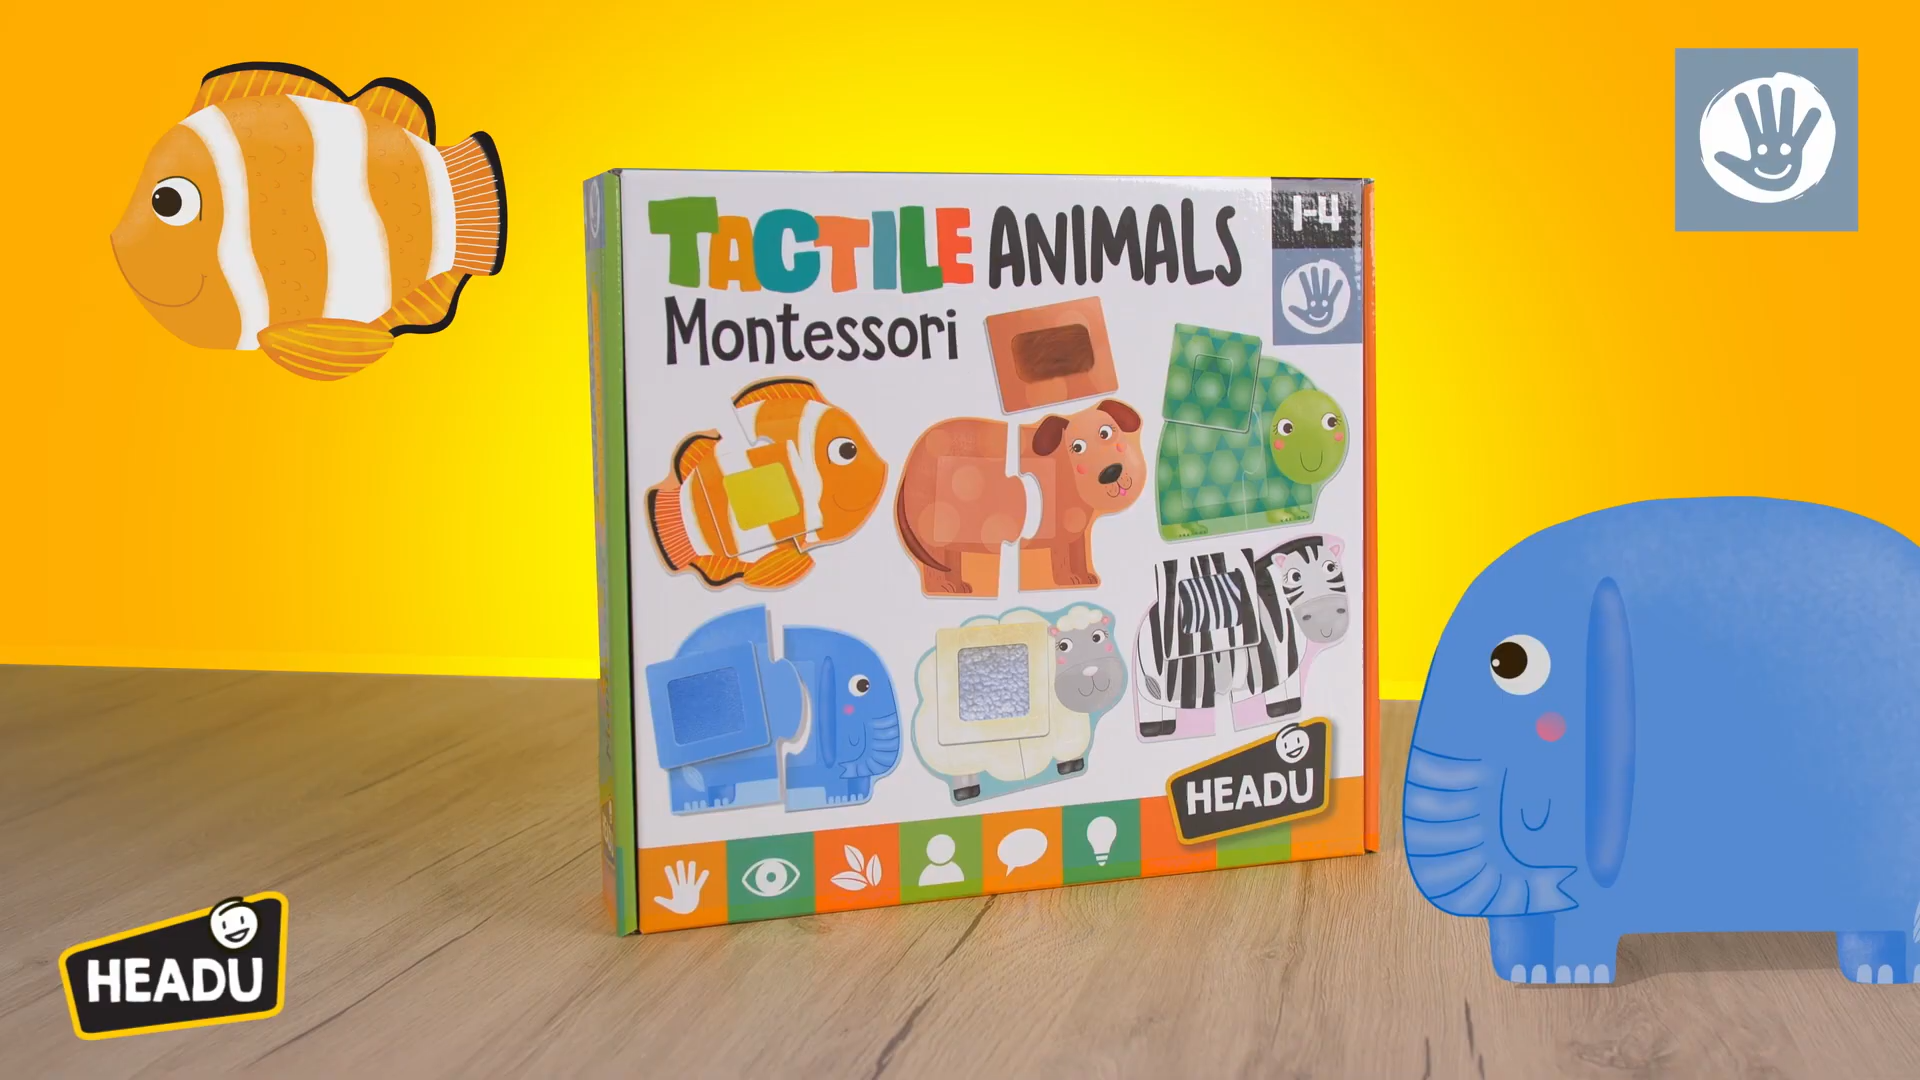 TACTILE ANIMALS
Montessori
1-4
HEADU
HEADU